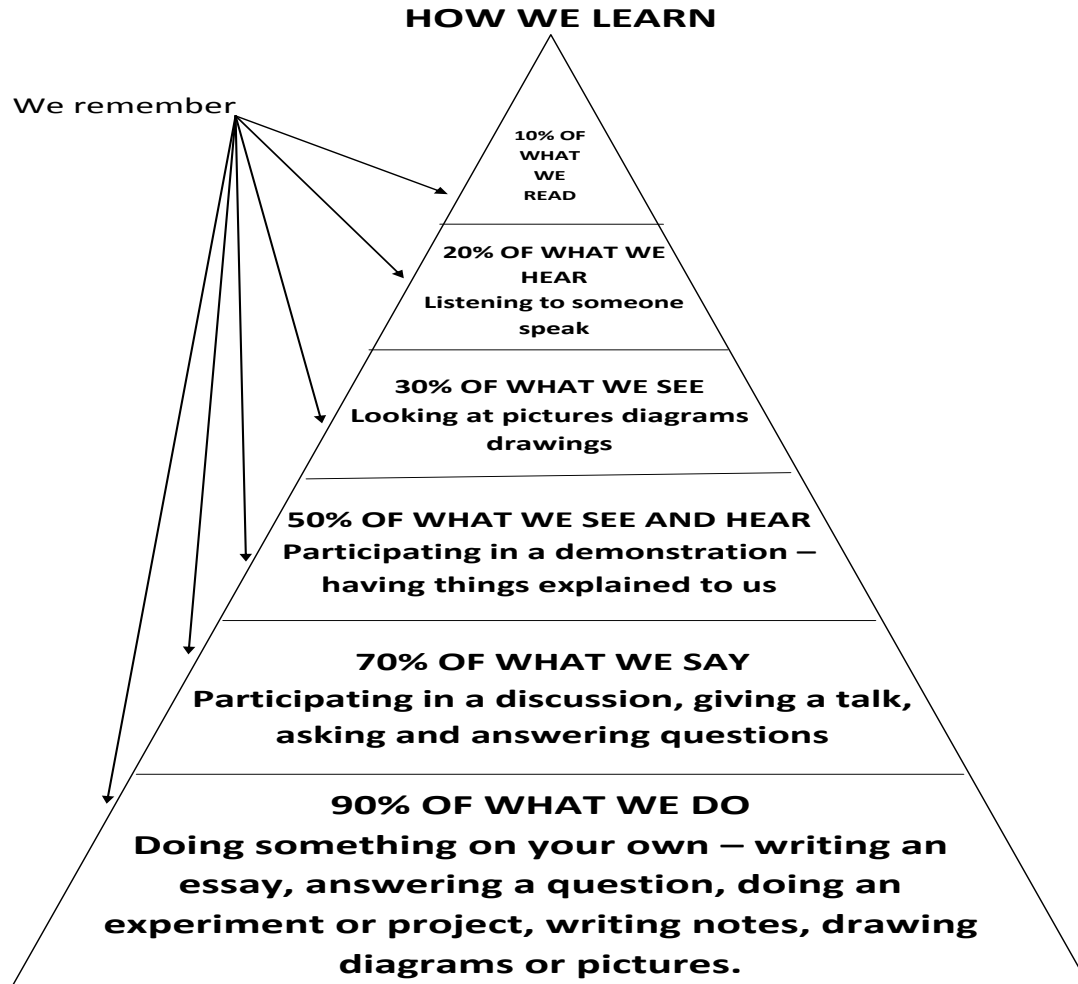 HOW WE LEARN
We remember
10% OF
WHAT
WE
READ
20% OF WHAT WE
HEAR
Listening to someone
speak
30% OF WHAT WE SEE
Looking at pictures diagrams
drawings
50% OF WHAT WE SEE AND HEAR
Participating in a demonstration –
having things explained to us
70% OF WHAT WE SAY
Participating in a discussion, giving a talk,
asking and answering questions
90% OF WHAT WE DO
Doing something on your own – writing an
essay, answering a question, doing an
experiment or project, writing notes, drawing
diagrams or pictures.